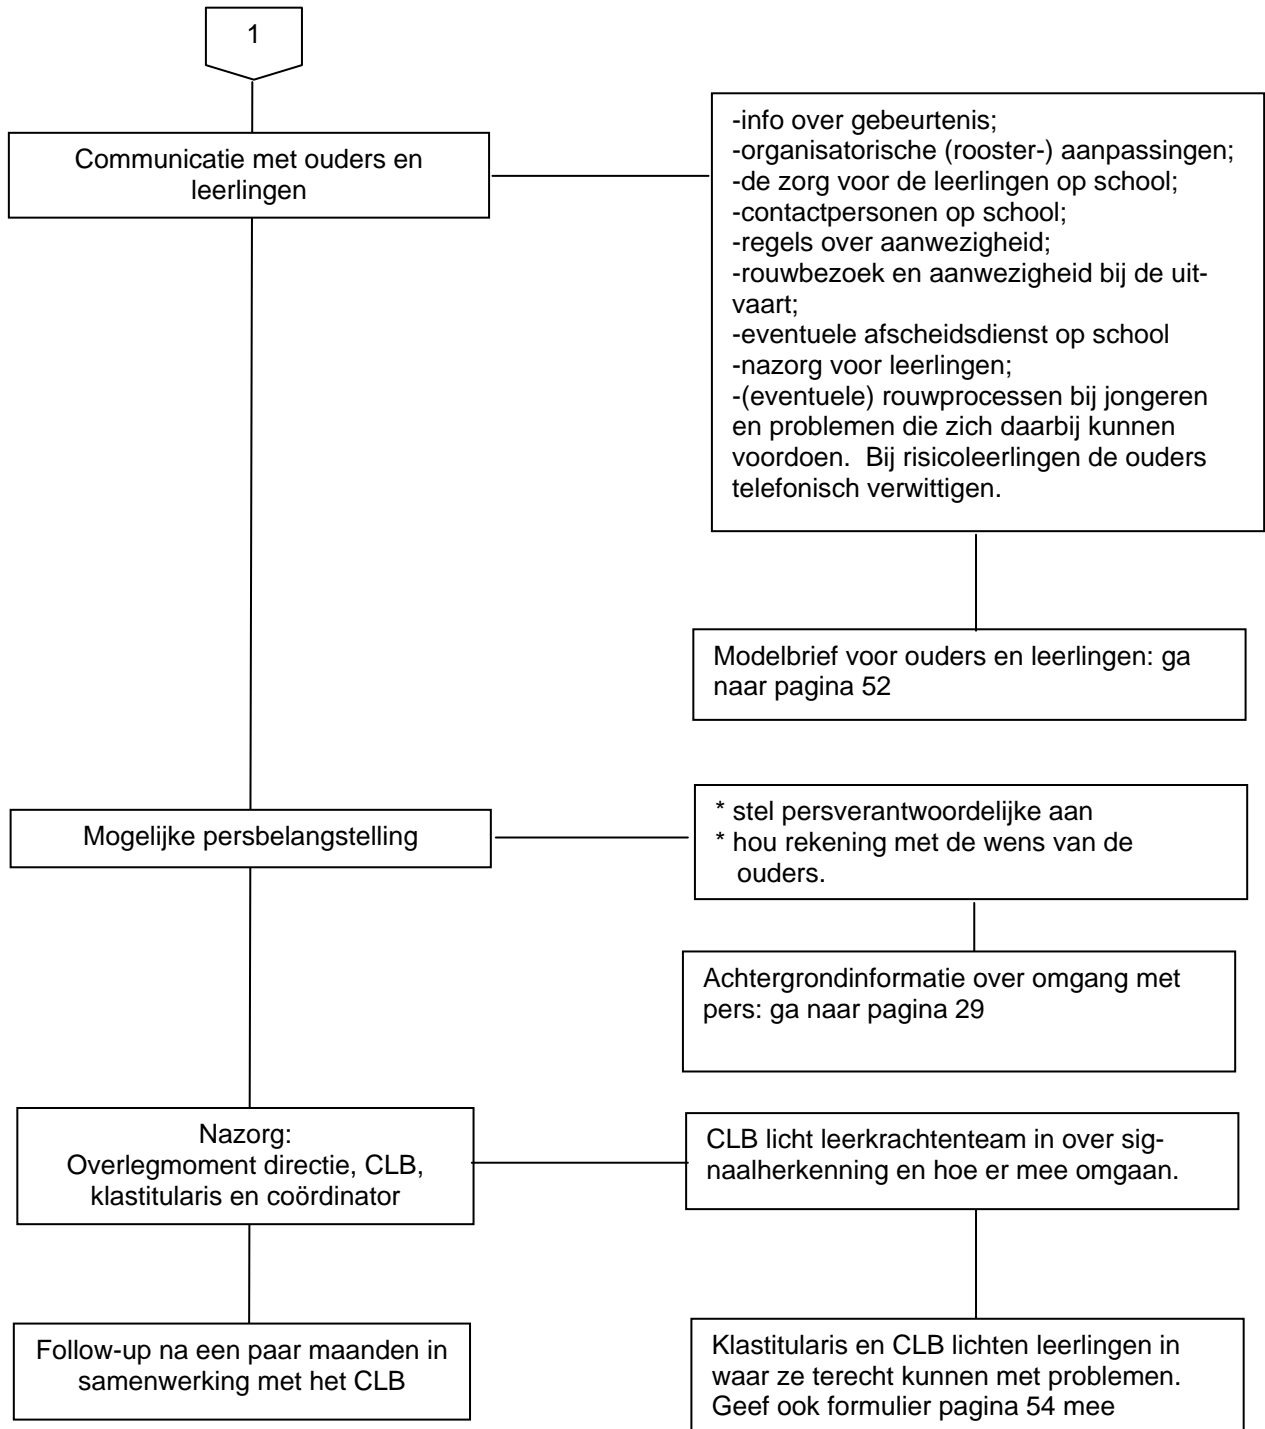 1
Communicatie met ouders en
leerlingen
-info over gebeurtenis;
-organisatorische (rooster-) aanpassingen;
-de zorg voor de leerlingen op school;
-contactpersonen op school;
-regels over aanwezigheid;
-rouwbezoek en aanwezigheid bij de uit-
vaart;
-eventuele afscheidsdienst op school
-nazorg voor leerlingen;
-(eventuele) rouwprocessen bij jongeren
en problemen die zich daarbij kunnen
voordoen.  Bij risicoleerlingen de ouders
telefonisch verwittigen.
Modelbrief voor ouders en leerlingen: ga
naar pagina 52
Mogelijke persbelangstelling
* stel persverantwoordelijke aan
* hou rekening met de wens van de
ouders.
Achtergrondinformatie over omgang met
pers: ga naar pagina 29
Nazorg:
Overlegmoment directie, CLB,
klastitularis en coördinator
CLB licht leerkrachtenteam in over sig-
naalherkenning en hoe er mee omgaan.
Follow-up na een paar maanden in
samenwerking met het CLB
Klastitularis en CLB lichten leerlingen in
waar ze terecht kunnen met problemen.
Geef ook formulier pagina 54 mee